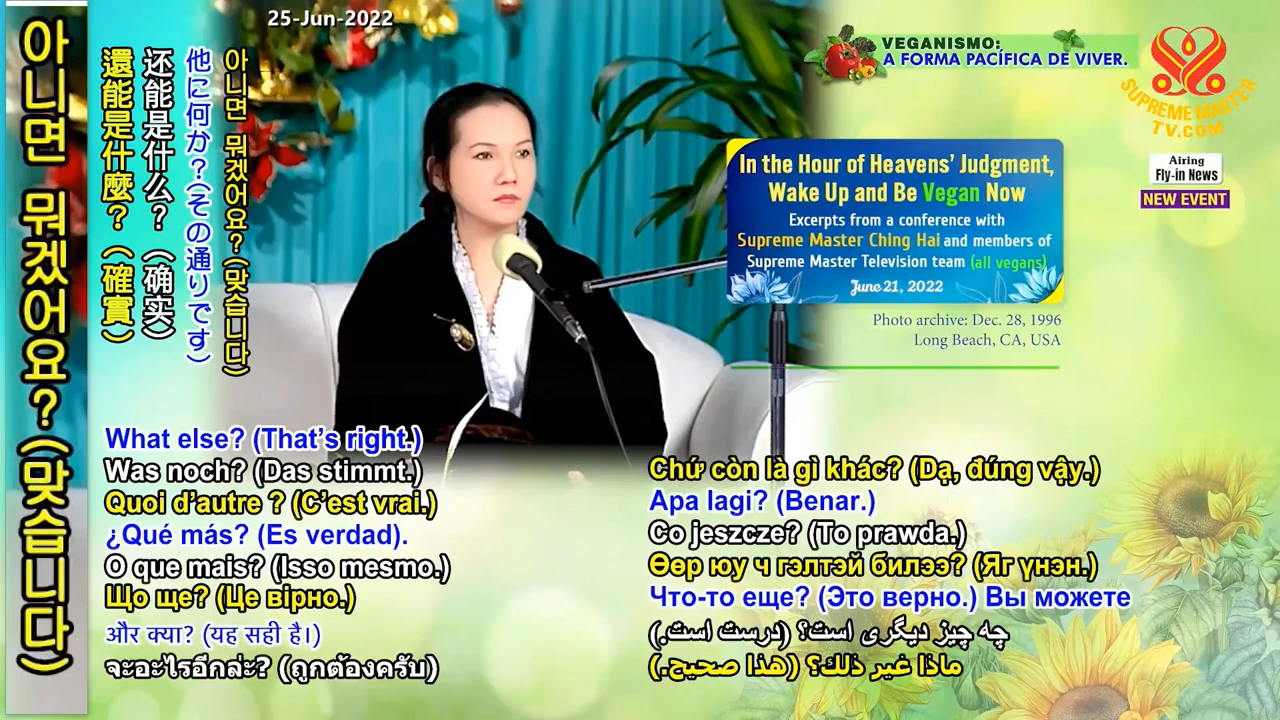 25-Jun-2022
아니면 뭐겠어요? (맞습니다)
還能是什麼？（確實）
还能是什么？（确实）
他に何か？(その通りです)
아니면 뭐겠어요? (맞습니다)
VEGANISMO:
A FORMA PACÍFICA DE VIVER.
SUPREME MASTER
TV.COM
Airing
Fly-in News
NEW EVENT
In the Hour of Heavens’ Judgment,
Wake Up and Be Vegan Now
Excerpts from a conference with
Supreme Master Ching Hai and members of
Supreme Master Television team (all vegans)
June 21, 2022
Photo archive: Dec. 28, 1996
Long Beach, CA, USA
What else? (That’s right.)
Was noch? (Das stimmt.)
Quoi d’autre ? (C’est vrai.)
¿Qué más? (Es verdad).
O que mais? (Isso mesmo.)
Що ще? (Це вірно.)
और क्या? (यह सही है।)
จะอะไรอีกล่ะ? (ถูกต้องครับ)
Chứ còn là gì khác? (Dạ, đúng vậy.)
Apa lagi? (Benar.)
Co jeszcze? (To prawda.)
Өөр юу ч гэлтэй билээ? (Яг үнэн.)
Что-то еще? (Это верно.) Вы можете
چه چیز دیگری است؟ (درست است.)
ماذا غير ذلك؟ (هذا صحيح.)